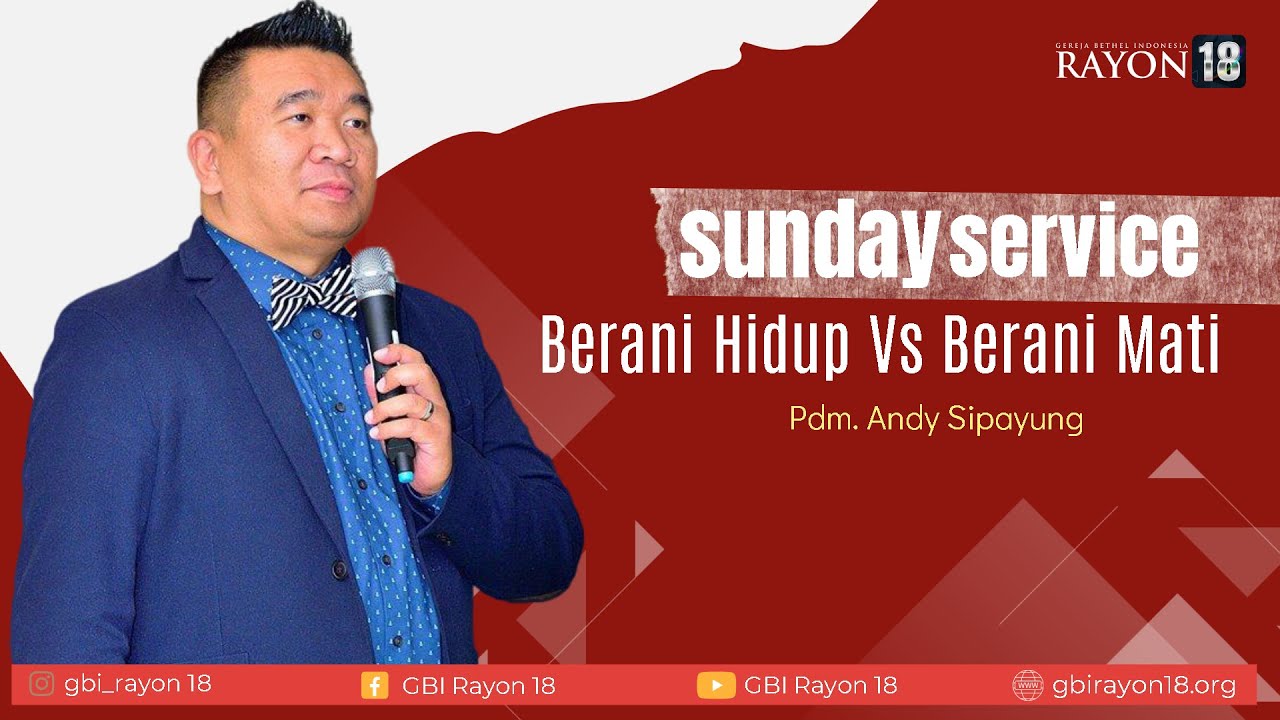 GEREJA BETHEL INDONESIA
RAYON 18
sunday service
Berani Hidup Vs Berani Mati
Pdm. Andy Sipayung
gbi_rayon 18
GBI Rayon 18
GBI Rayon 18
www
gbirayon18.org